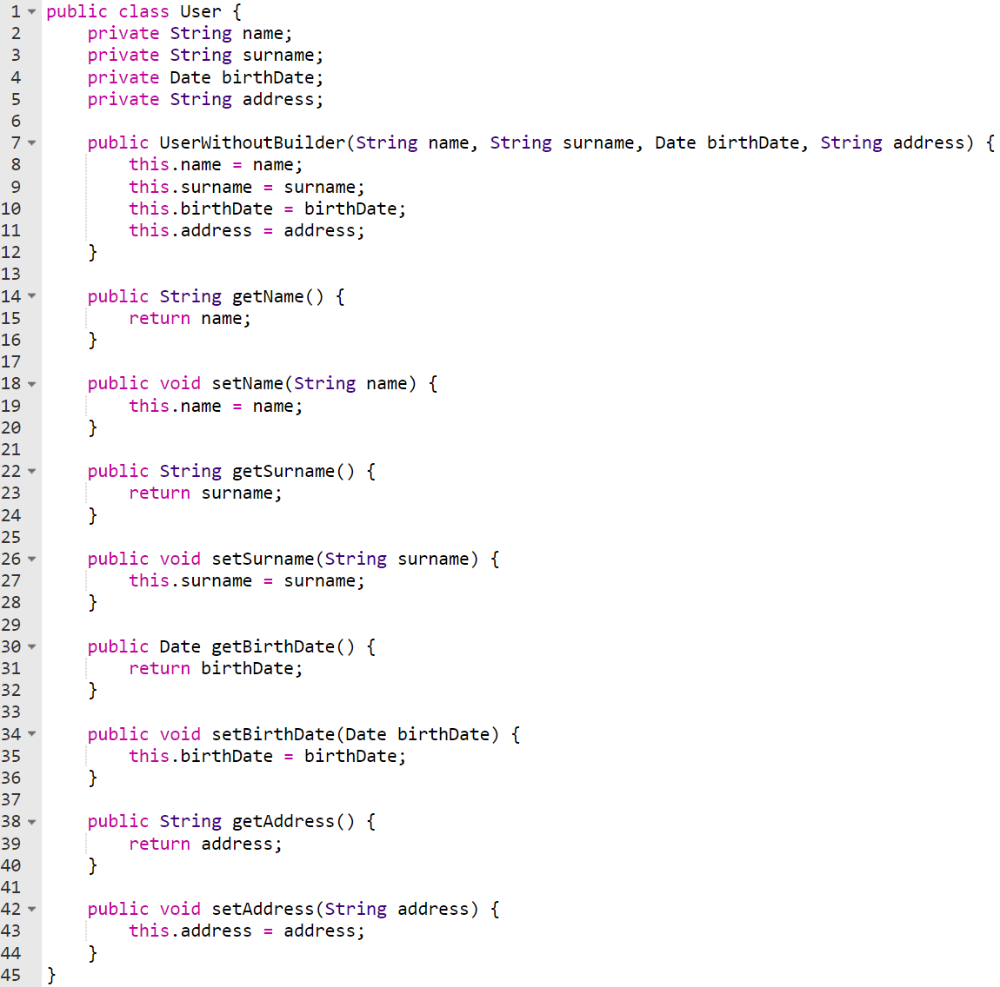 1 public class User {
2     private String name;
3     private String surname;
4     private Date birthDate;
5     private String address;
6
7     public UserWithoutBuilder(String name, String surname, Date birthDate, String address) {
8         this.name = name;
9         this.surname = surname;
10         this.birthDate = birthDate;
11         this.address = address;
12     }
13
14     public String getName() {
15         return name;
16     }
17
18     public void setName(String name) {
19         this.name = name;
20     }
21
22     public String getSurname() {
23         return surname;
24     }
25
26     public void setSurname(String surname) {
27         this.surname = surname;
28     }
29
30     public Date getBirthDate() {
31         return birthDate;
32     }
33
34     public void setBirthDate(Date birthDate) {
35         this.birthDate = birthDate;
36     }
37
38     public String getAddress() {
39         return address;
40     }
41
42     public void setAddress(String address) {
43         this.address = address;
44     }
45 }